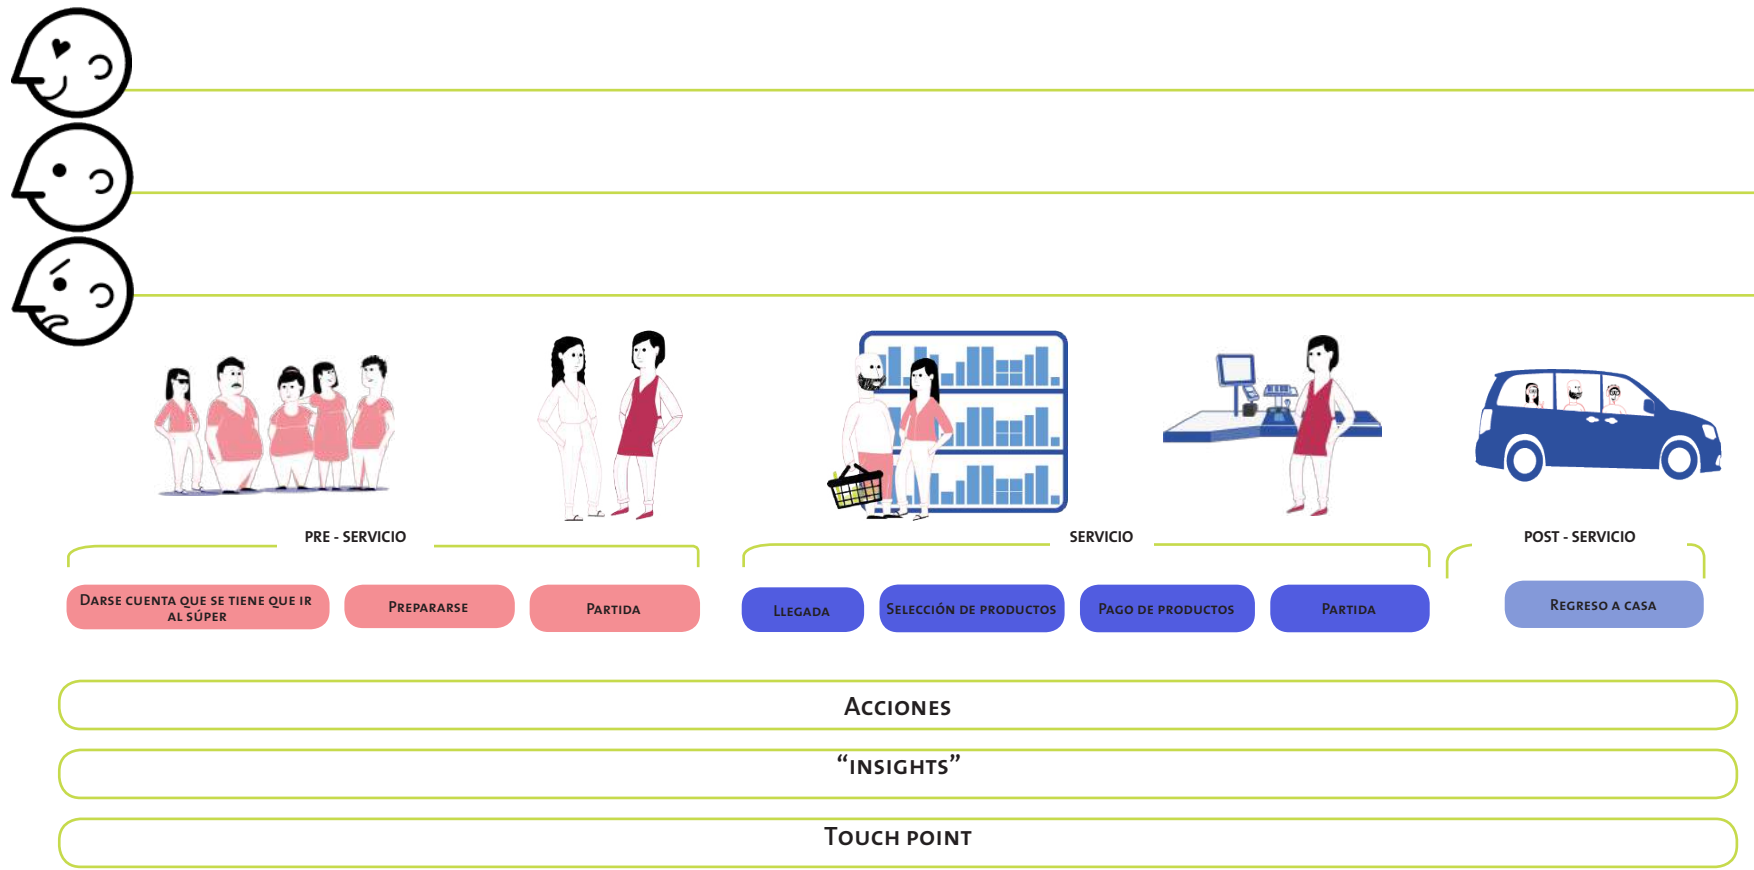 PRE - SERVICIO
SERVICIO
POST - SERVICIO
Darse cuenta que se tiene que ir
al súper
Prepararse
Partida
Llegada
Selección de productos
Pago de productos
Partida
Regreso a casa
Acciones
“insights”
Touch point